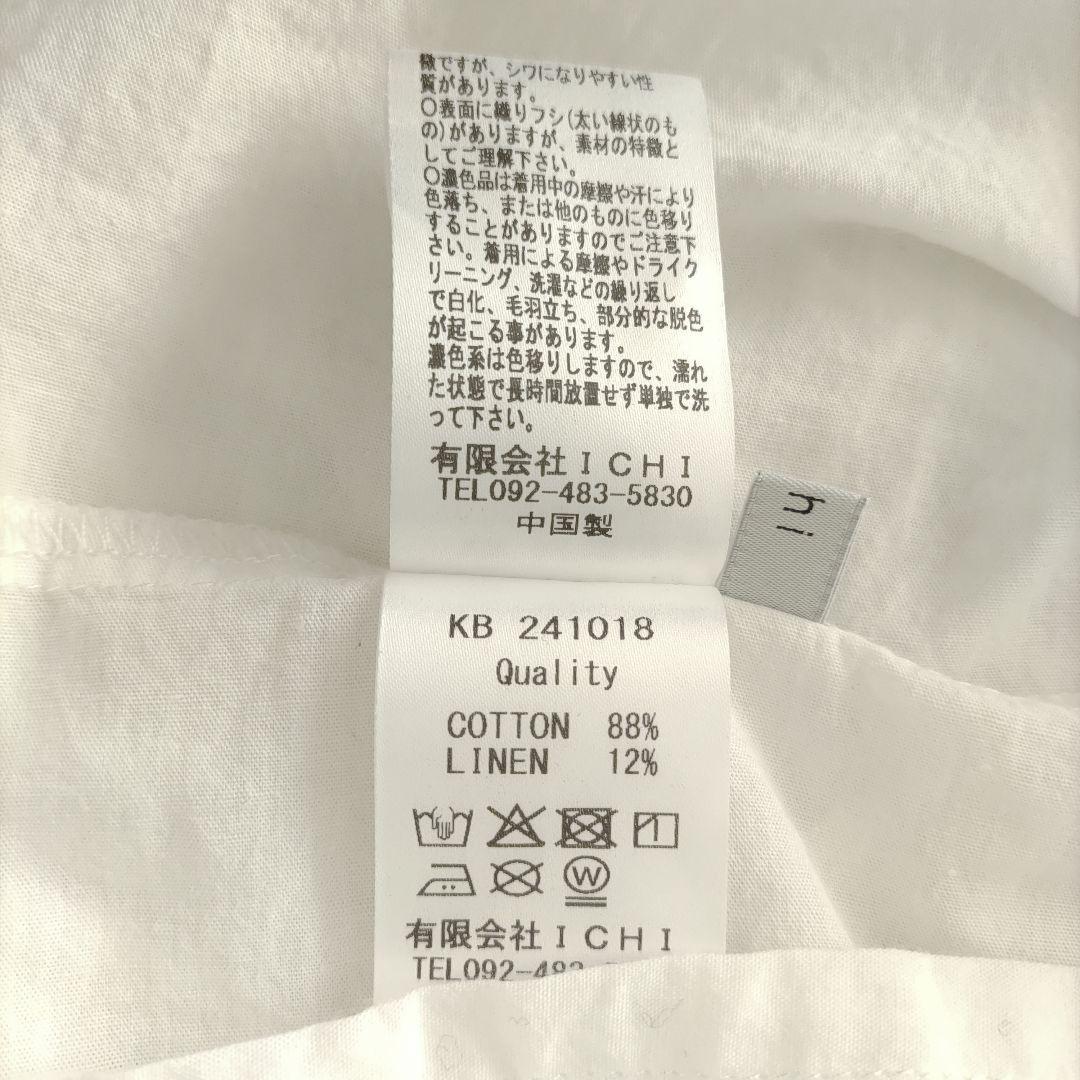 徴ですが、シワになりやすい性
質があります。
○表面に織りフシ(太い線状のも
の)がありますが、素材の特徴と
してご理解下さい。
○濃色品は着用中の摩擦や汗により
色落ち、または他のものに色移り
することがありますのでご注意下
さい。着用による摩擦やドライク
リーニング、洗濯などの繰り返し
で白化、毛羽立ち、部分的な脱色
が起こる事があります。
濃色系は色移りしますので、濡れ
た状態で長時間放置せず単独で洗
って下さい。
有限会社ICHI
TEL092-483-5830
中国製
hi
KB 241018
Quality
COTTON 88%
LINEN 12%
W
有限会社ICHI
TEL092-483